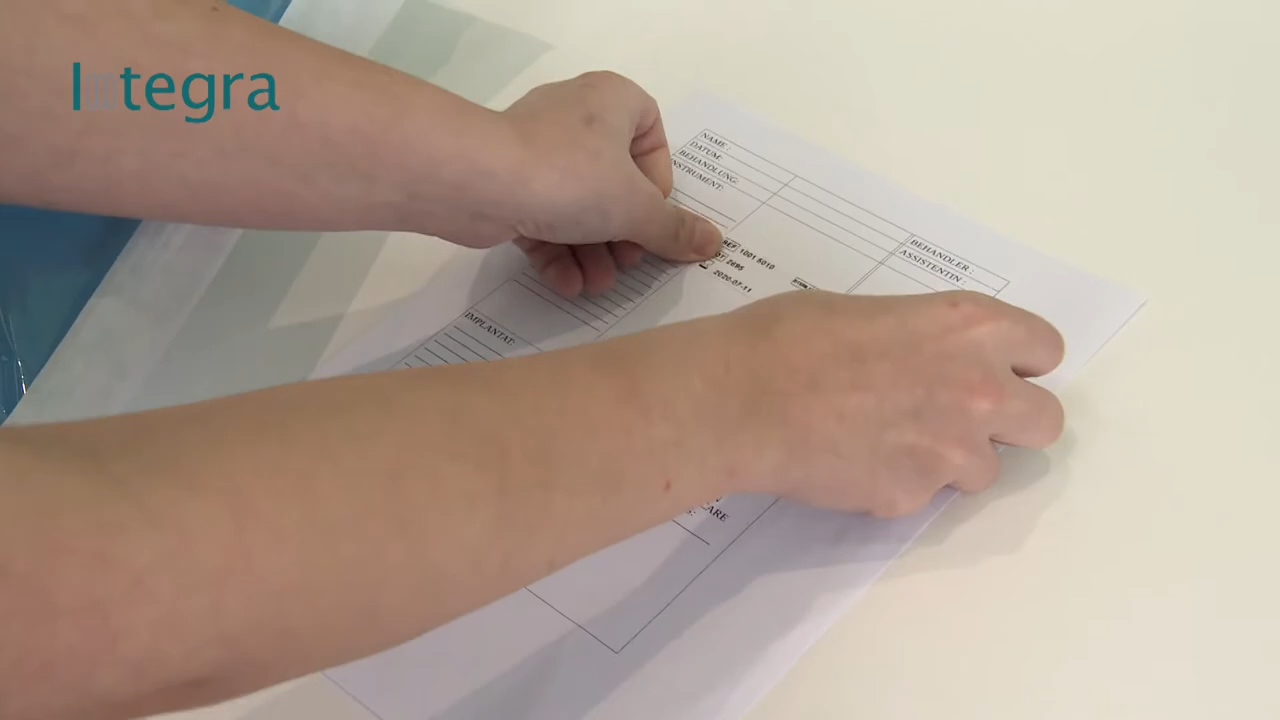 Integra
NAME:
DATUM:
BEHANDLUNG:
INSTRUMENT:
BEHANDLER:
ASSISTENTIN:
REF 1001 5010
2695
2020-07-11
IMPLANTAT: